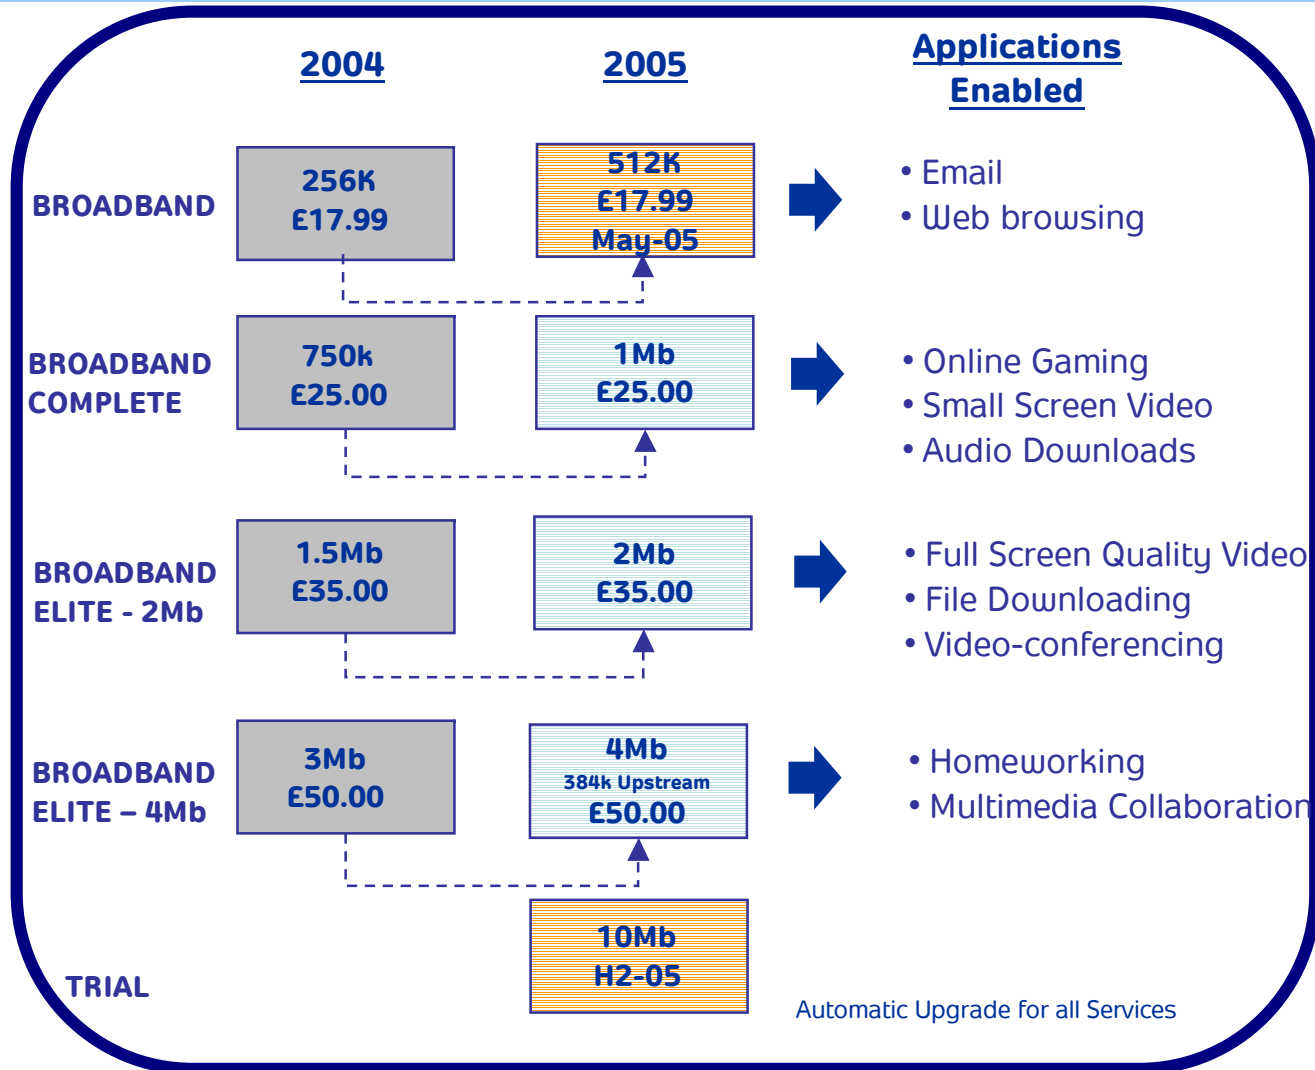 2004
2005
Applications
Enabled
BROADBAND
256K
£17.99
512K
£17.99
May-05
• Email
• Web browsing
BROADBAND
COMPLETE
750k
£25.00
1Mb
£25.00
• Online Gaming
• Small Screen Video
• Audio Downloads
BROADBAND
ELITE - 2Mb
1.5Mb
£35.00
2Mb
£35.00
• Full Screen Quality Video
• File Downloading
• Video-conferencing
BROADBAND
ELITE – 4Mb
3Mb
£50.00
4Mb
384k Upstream
£50.00
• Homeworking
• Multimedia Collaboration
TRIAL
10Mb
H2-05
Automatic Upgrade for all Services